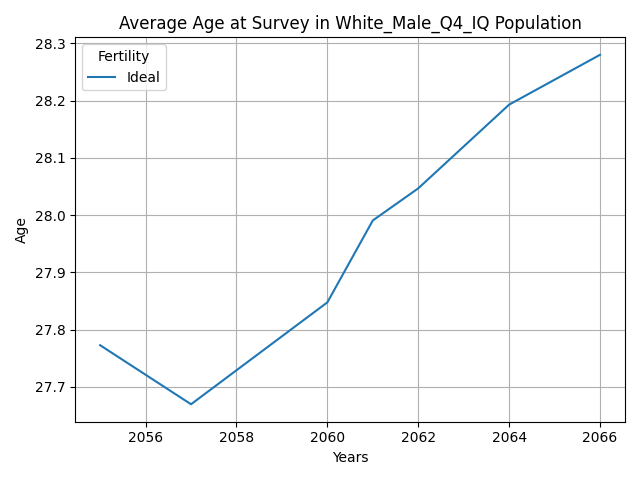 Average Age at Survey in White_Male_Q4_IQ Population
Fertility
Ideal
28.3
28.2
28.1
28.0
27.9
27.8
27.7
Age
2056 2058 2060 2062 2064 2066
Years